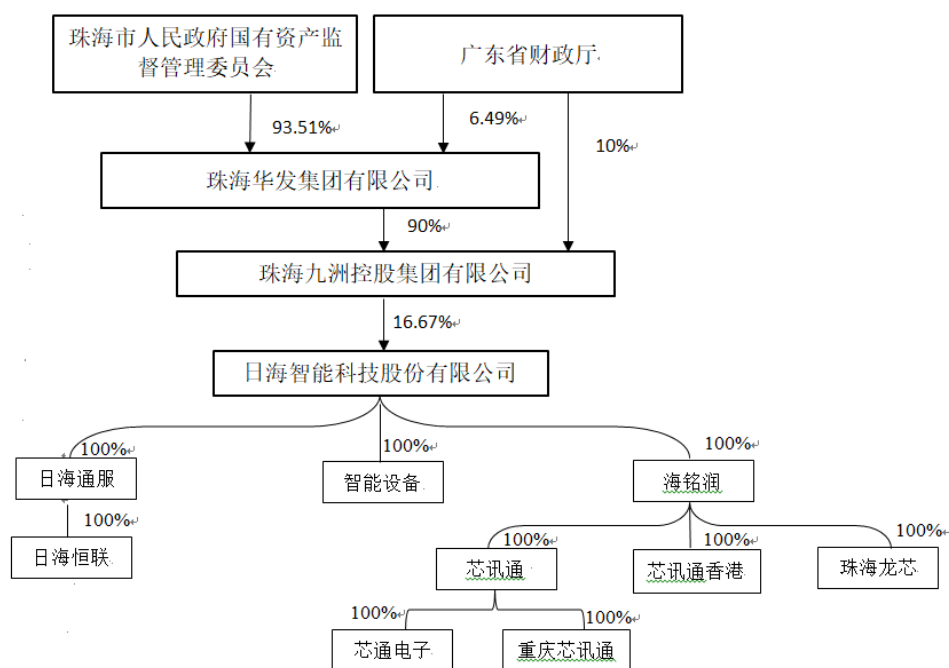 珠海市人民政府国有资产监
督管理委员会
广东省财政厅
93.51%
6.49%
10%
珠海华发集团有限公司
90%
珠海九洲控股集团有限公司
16.67%
日海智能科技股份有限公司
100%
100%
100%
日海通服
智能设备
海铭润
100%
100%
100%
100%
日海恒联
芯讯通
芯讯通香港
珠海龙芯
100%
100%
芯通电子
重庆芯讯通